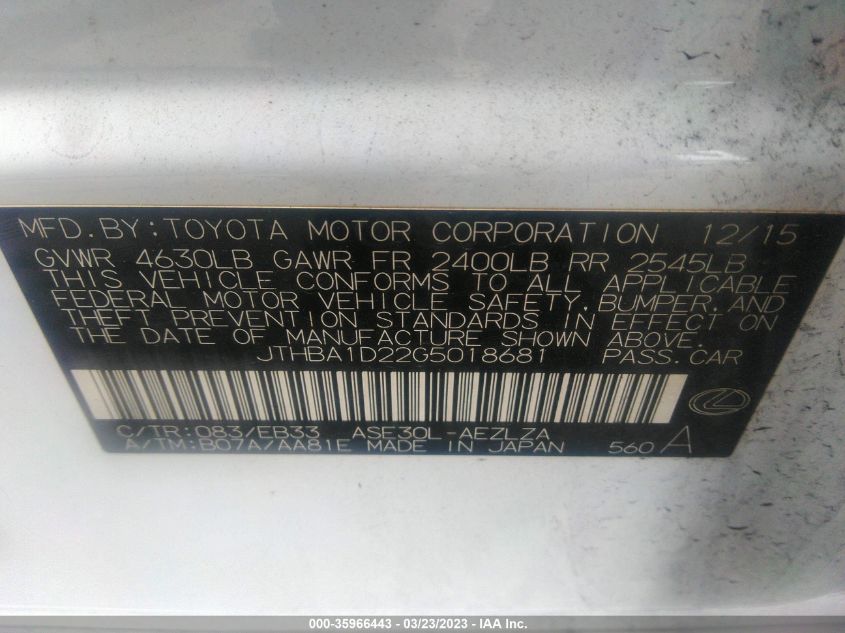 MFD. BY: TOYOTA MOTOR CORPORATION 12/15
GVWR 4630LB GAWR FR 2400LB RR 2545LB
THIS VEHICLE CONFORMS TO ALL APPLICABLE
FEDERAL MOTOR VEHICLE SAFETY, BUMPER, AND
THEFT PREVENTION STANDARDS IN EFFECT ON
THE DATE OF MANUFACTURE SHOWN ABOVE.
JTHBA1D22G5018681 PASS. CAR
C/TR: 083/EB33 ASE30L-AEZLZA
A/TM: B07A/AA81E MADE IN JAPAN 560 A
000-35966443 - 03/23/2023 - IAA Inc.